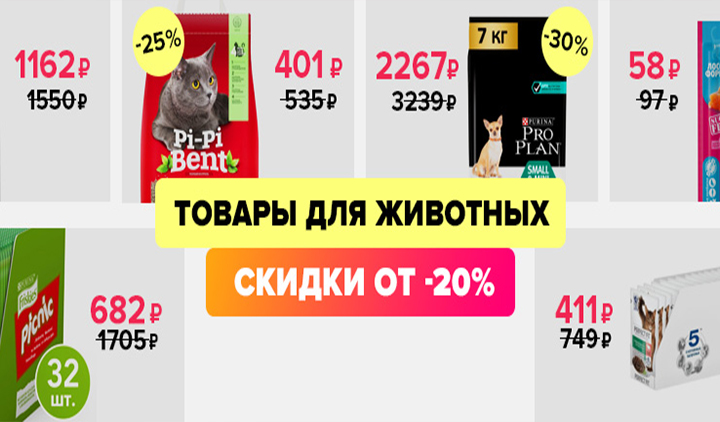 1162 ₽
1550 ₽
-25%
Pi-Pi
Bent
401 ₽
535 ₽
2267 ₽
3239 ₽
7 КГ
-30%
PURINA
PRO
PLAN
SMALL
58 ₽
97 ₽
ТОВАРЫ ДЛЯ ЖИВОТНЫХ
СКИДКИ ОТ -20%
Picnic
32
шт.
682 ₽
1705 ₽
411 ₽
749 ₽
5